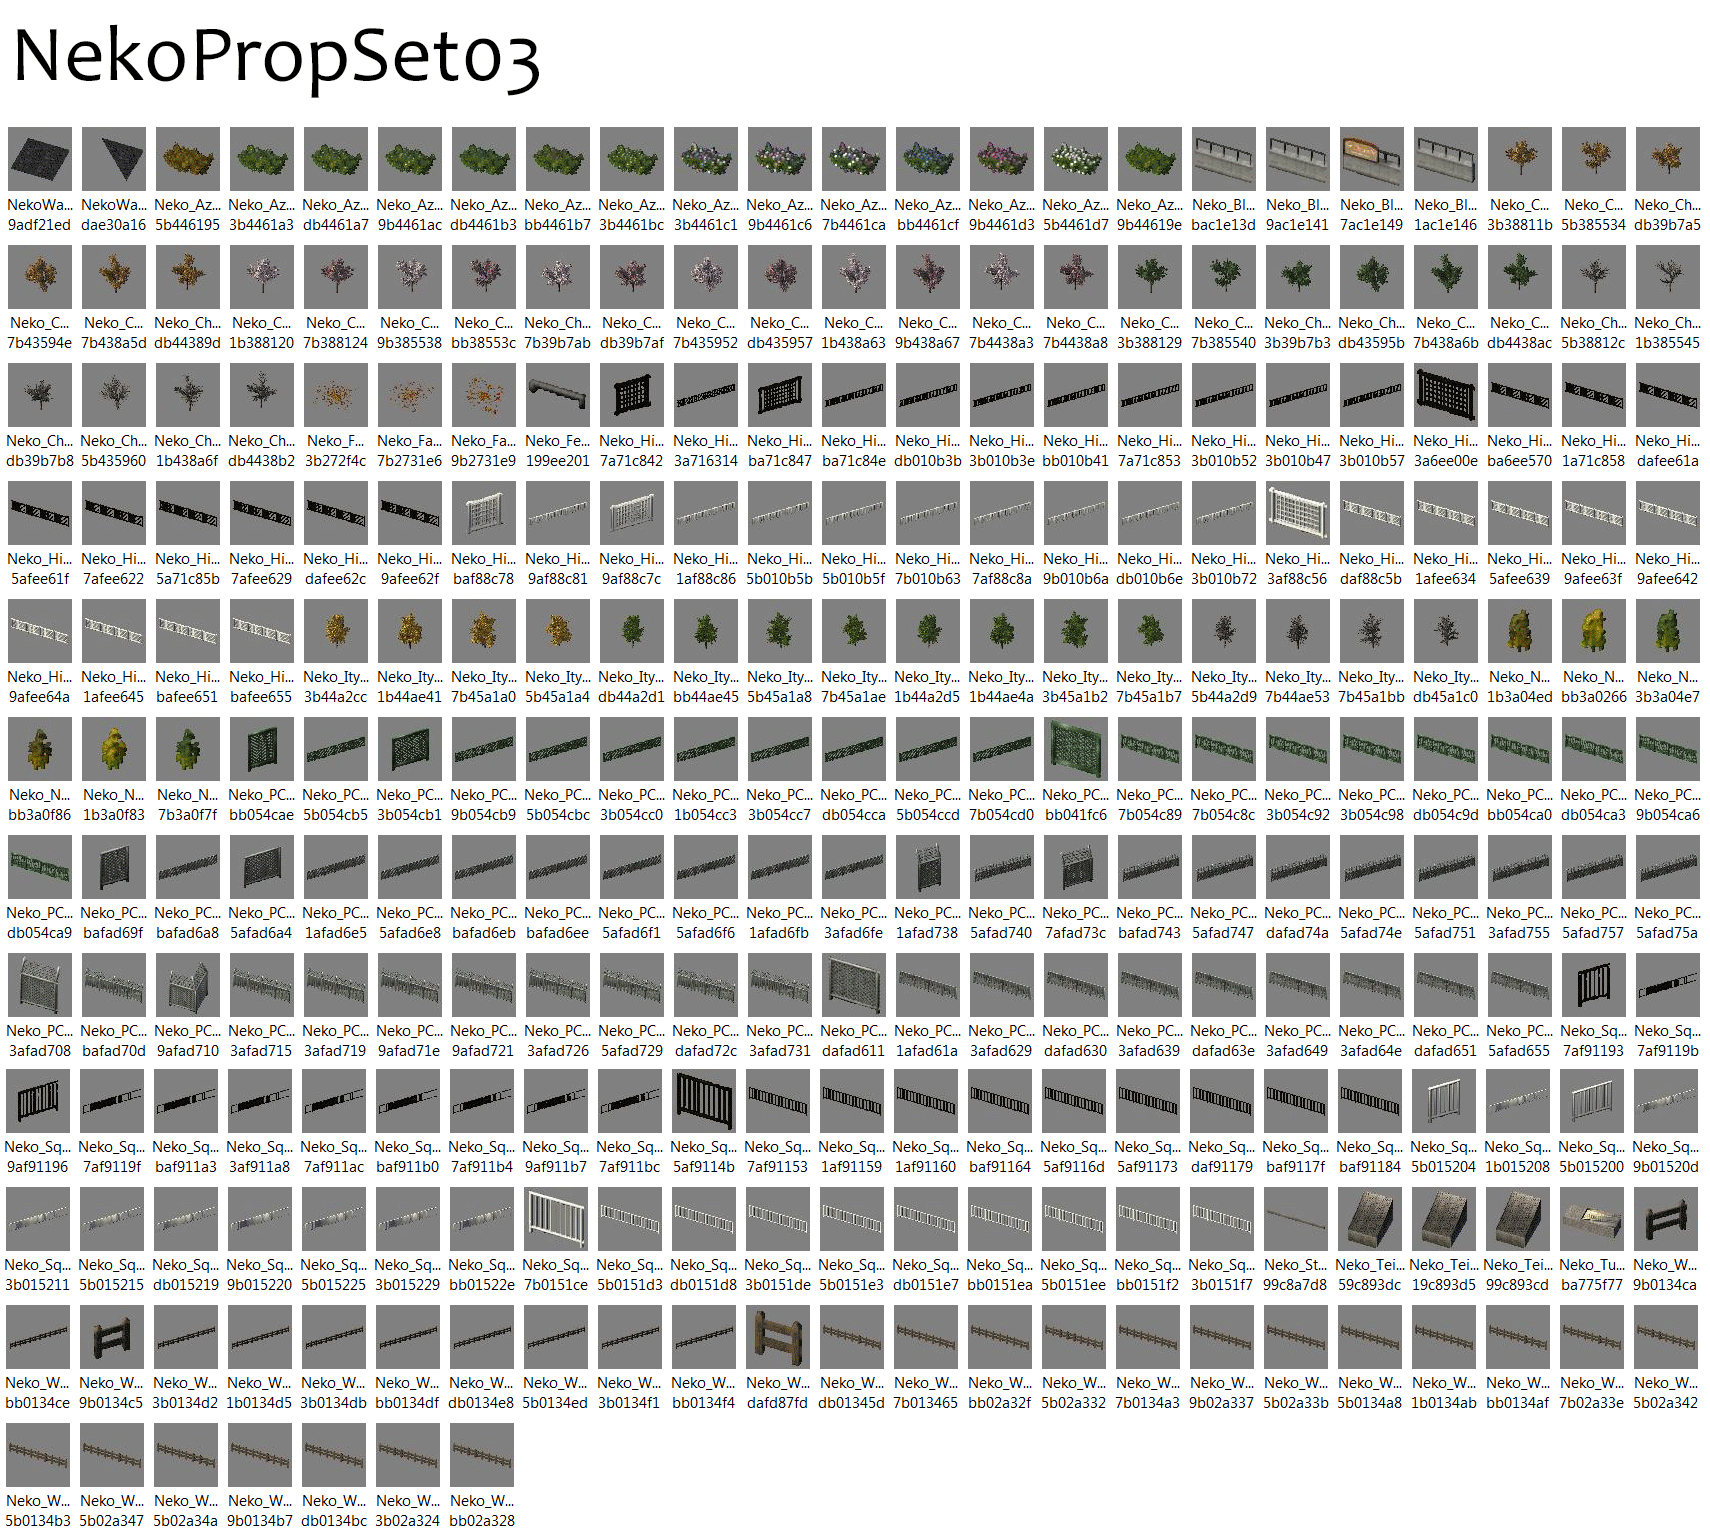 NekoPropSet03
NekoWa... NekoWa... Neko_Az... Neko_Az... Neko_Az... Neko_Az... Neko_Az... Neko_Az... Neko_Az... Neko_Az... Neko_Az... Neko_Az... Neko_Az... Neko_Az... Neko_Az... Neko_Az... Neko_Bl... Neko_Bl... Neko_Bl... Neko_Bl... Neko_C... Neko_C... Neko_Ch...
9adf21ed dae30a16 5b446195 3b4461a3 db4461a7 9b4461ac db4461b3 bb4461b7 3b4461bc 3b4461c1 9b4461c6 7b4461ca bb4461cf 9b4461d3 5b4461d7 9b44619e bac1e13d 9ac1e141 7ac1e149 1ac1e146 3b38811b 5b385534 db39b7a5
Neko_C... Neko_C... Neko_Ch... Neko_C... Neko_C... Neko_C... Neko_C... Neko_Ch... Neko_C... Neko_C... Neko_C... Neko_C... Neko_C... Neko_C... Neko_C... Neko_C... Neko_C... Neko_Ch... Neko_Ch... Neko_C... Neko_C... Neko_Ch... Neko_Ch...
7b43594e 7b438a5d db44389d 1b388120 7b388124 9b385538 bb38553c 7b39b7ab db39b7af 7b435952 db435957 1b438a63 9b438a67 7b4438a3 7b4438a8 3b388129 7b385540 3b39b7b3 db43595b 7b438a6b db4438ac 5b38812c 1b385545
Neko_Ch... Neko_Ch... Neko_Ch... Neko_Ch... Neko_F... Neko_Fa... Neko_Fa... Neko_Fe... Neko_Hi... Neko_Hi... Neko_Hi... Neko_Hi... Neko_Hi... Neko_Hi... Neko_Hi... Neko_Hi... Neko_Hi... Neko_Hi... Neko_Hi... Neko_Hi... Neko_Hi... Neko_Hi... Neko_Hi...
db39b7b8 5b435960 1b438a6f db4438b2 3b272f4c 7b2731e6 9b2731e9 199ee201 7a71c842 3a716314 ba71c847 ba71c84e db010b3b 3b010b3e bb010b41 7a71c853 3b010b52 3b010b47 3b010b57 3a6ee00e ba6ee570 1a71c858 dafee61a
Neko_Hi... Neko_Hi... Neko_Hi... Neko_Hi... Neko_Hi... Neko_Hi... Neko_Hi... Neko_Hi... Neko_Hi... Neko_Hi... Neko_Hi... Neko_Hi... Neko_Hi... Neko_Hi... Neko_Hi... Neko_Hi... Neko_Hi... Neko_Hi... Neko_Hi... Neko_Hi... Neko_Hi... Neko_Hi... Neko_Hi...
5afee61f 7afee622 5a71c85b 7afee629 dafee62c 9afee62f baf88c78 9af88c81 9af88c7c 1af88c86 5b010b5b 5b010b5f 7b010b63 7af88c8a 9b010b6a db010b6e 3b010b72 3af88c56 daf88c5b 1afee634 5afee639 9afee63f 9afee642
Neko_Hi... Neko_Hi... Neko_Hi... Neko_Hi... Neko_Ity... Neko_Ity... Neko_Ity... Neko_Ity... Neko_Ity... Neko_Ity... Neko_Ity... Neko_Ity... Neko_Ity... Neko_Ity... Neko_Ity... Neko_Ity... Neko_Ity... Neko_Ity... Neko_Ity... Neko_Ity... Neko_N... Neko_N... Neko_N...
9afee64a 1afee645 bafee651 bafee655 3b44a2cc 1b44ae41 7b45a1a0 5b45a1a4 db44a2d1 bb44ae45 5b45a1a8 7b45a1ae 1b44a2d5 1b44ae4a 3b45a1b2 7b45a1b7 5b44a2d9 7b44ae53 7b45a1bb db45a1c0 1b3a04ed bb3a0266 3b3a04e7
Neko_N... Neko_N... Neko_N... Neko_PC... Neko_PC... Neko_PC... Neko_PC... Neko_PC... Neko_PC... Neko_PC... Neko_PC... Neko_PC... Neko_PC... Neko_PC... Neko_PC... Neko_PC... Neko_PC... Neko_PC... Neko_PC... Neko_PC... Neko_PC... Neko_PC... Neko_PC...
bb3a0f86 1b3a0f83 7b3a0f7f bb054cae 5b054cb5 3b054cb1 9b054cb9 5b054cbc 3b054cc0 1b054cc3 3b054cc7 db054cca 5b054ccd 7b054cd0 bb041fc6 7b054c89 7b054c8c 3b054c92 3b054c98 db054c9d bb054ca0 db054ca3 9b054ca6
Neko_PC... Neko_PC... Neko_PC... Neko_PC... Neko_PC... Neko_PC... Neko_PC... Neko_PC... Neko_PC... Neko_PC... Neko_PC... Neko_PC... Neko_PC... Neko_PC... Neko_PC... Neko_PC... Neko_PC... Neko_PC... Neko_PC... Neko_PC... Neko_PC... Neko_PC... Neko_PC...
db054ca9 bafad69f bafad6a8 5afad6a4 1afad6e5 5afad6e8 bafad6eb bafad6ee 5afad6f1 5afad6f6 1afad6fb 3afad6fe 1afad738 5afad740 7afad73c bafad743 5afad747 dafad74a 5afad74e 5afad751 3afad755 5afad757 5afad75a
Neko_PC... Neko_PC... Neko_PC... Neko_PC... Neko_PC... Neko_PC... Neko_PC... Neko_PC... Neko_PC... Neko_PC... Neko_PC... Neko_PC... Neko_PC... Neko_PC... Neko_PC... Neko_PC... Neko_PC... Neko_PC... Neko_PC... Neko_PC... Neko_PC... Neko_Sq... Neko_Sq...
3afad708 bafad70d 9afad710 3afad715 3afad719 9afad71e 9afad721 3afad726 5afad729 dafad72c 3afad731 dafad611 1afad61a 3afad629 dafad630 3afad639 dafad63e 3afad649 3afad64e dafad651 5afad655 7af91193 7af9119b
Neko_Sq... Neko_Sq... Neko_Sq... Neko_Sq... Neko_Sq... Neko_Sq... Neko_Sq... Neko_Sq... Neko_Sq... Neko_Sq... Neko_Sq... Neko_Sq... Neko_Sq... Neko_Sq... Neko_Sq... Neko_Sq... Neko_Sq... Neko_Sq... Neko_Sq... Neko_Sq... Neko_Sq... Neko_Sq... Neko_Sq...
9af91196 7af9119f baf911a3 3af911a8 7af911ac baf911b0 7af911b4 9af911b7 7af911bc 5af9114b 7af91153 1af91159 1af91160 baf91164 5af9116d 5af91173 daf91179 baf9117f baf91184 5b015204 1b015208 5b015200 9b01520d
Neko_Sq... Neko_Sq... Neko_Sq... Neko_Sq... Neko_Sq... Neko_Sq... Neko_Sq... Neko_Sq... Neko_Sq... Neko_Sq... Neko_Sq... Neko_Sq... Neko_Sq... Neko_Sq... Neko_Sq... Neko_Sq... Neko_Sq... Neko_St... Neko_Tei... Neko_Tei... Neko_Tei... Neko_Tu... Neko_W...
3b015211 5b015215 db015219 9b015220 5b015225 3b015229 bb01522e 7b0151ce 5b0151d3 db0151d8 3b0151de 5b0151e3 db0151e7 bb0151ea 5b0151ee bb0151f2 3b0151f7 99c8a7d8 59c893dc 19c893d5 99c893cd ba775f77 9b0134ca
Neko_W... Neko_W... Neko_W... Neko_W... Neko_W... Neko_W... Neko_W... Neko_W... Neko_W... Neko_W... Neko_W... Neko_W... Neko_W... Neko_W... Neko_W... Neko_W... Neko_W... Neko_W... Neko_W... Neko_W... Neko_W... Neko_W... Neko_W...
bb0134ce 9b0134c5 3b0134d2 1b0134d5 3b0134db bb0134df db0134e8 5b0134ed 3b0134f1 bb0134f4 dafd87fd db01345d 7b013465 bb02a32f 5b02a332 7b0134a3 9b02a337 5b02a33b 5b0134a8 1b0134ab bb0134af 7b02a33e 5b02a342
Neko_W... Neko_W... Neko_W... Neko_W... Neko_W... Neko_W... Neko_W...
5b0134b3 5b02a347 5b02a34a 9b0134b7 db0134bc 3b02a324 bb02a328